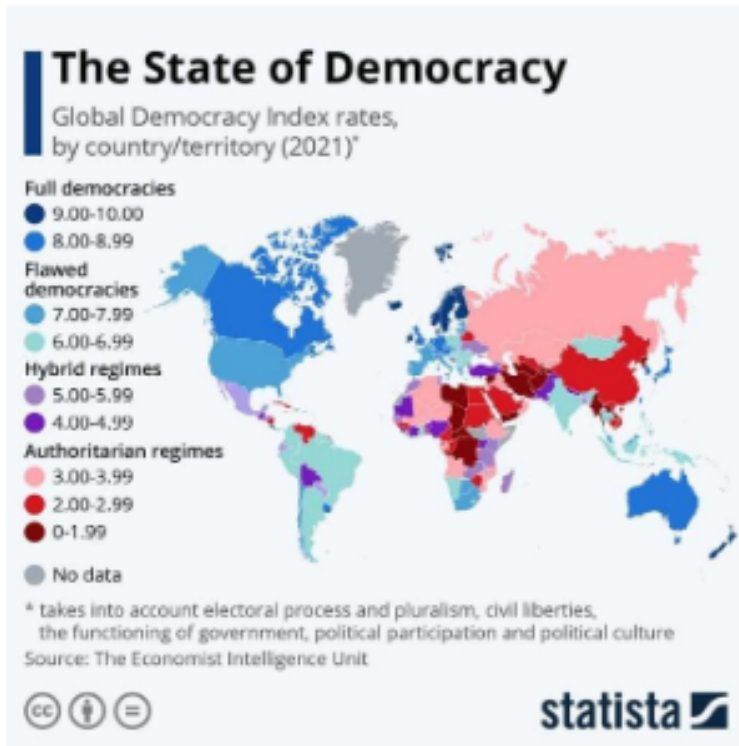 The State of Democracy
Global Democracy Index rates,
by country/territory (2021)*
Full democracies
9.00-10.00
8.00-8.99
Flawed
democracies
7.00-7.99
6.00-6.99
Hybrid regimes
5.00-5.99
4.00-4.99
Authoritarian regimes
3.00-3.99
2.00-2.99
0-1.99
No data
* takes into account electoral process and pluralism, civil liberties,
the functioning of government, political participation and political culture
Source: The Economist Intelligence Unit
cc
statista